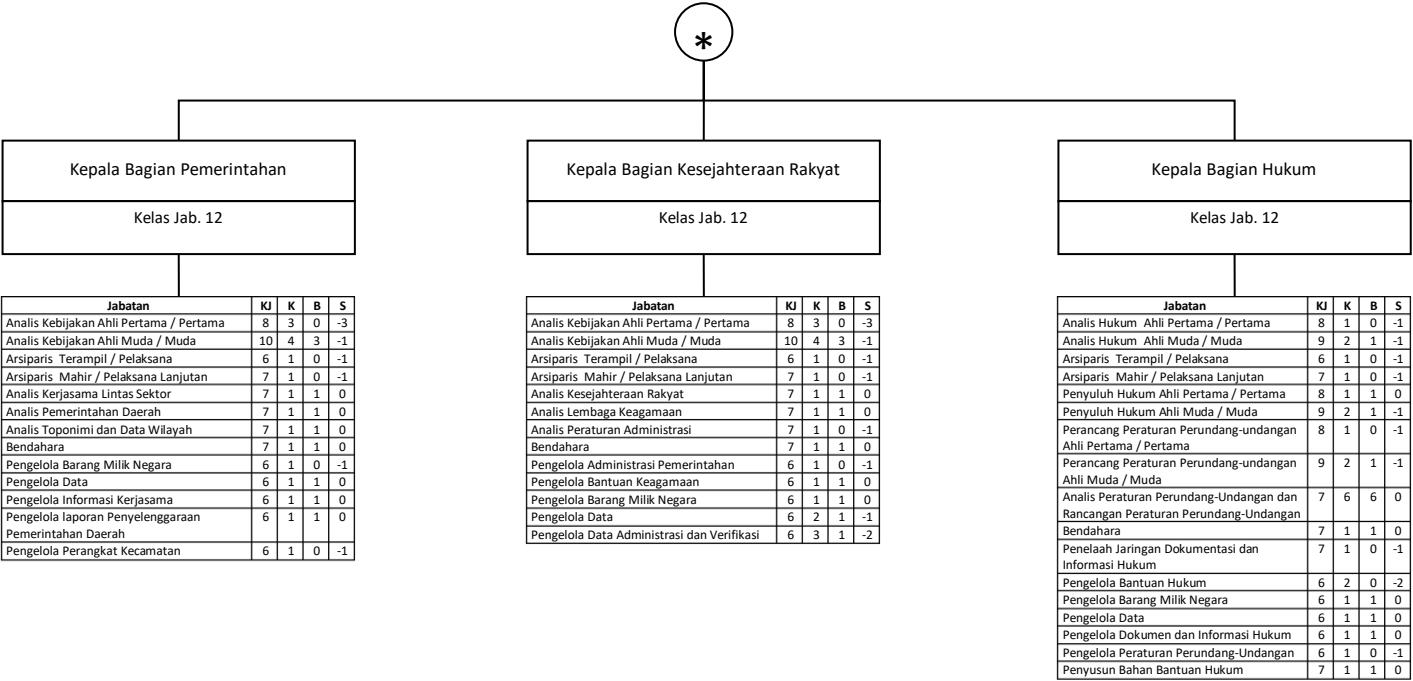 *
Kepala Bagian Pemerintahan
Kelas Jab. 12
Jabatan KJ K B S
Analis Kebijakan Ahli Pertama / Pertama 8 3 0 -3
Analis Kebijakan Ahli Muda / Muda 10 4 3 -1
Arsiparis Terampil / Pelaksana 6 1 0 -1
Arsiparis Mahir / Pelaksana Lanjutan 7 1 0 -1
Analis Kerjasama Lintas Sektor 7 1 1 0
Analis Pemerintahan Daerah 7 1 1 0
Analis Toponimi dan Data Wilayah 7 1 1 0
Bendahara 7 1 1 0
Pengelola Barang Milik Negara 6 1 0 -1
Pengelola Data 6 1 1 0
Pengelola Informasi Kerjasama 6 1 1 0
Pengelola laporan Penyelenggaraan 6 1 1 0
Pemerintahan Daerah
Pengelola Perangkat Kecamatan 6 1 0 -1
Kepala Bagian Kesejahteraan Rakyat
Kelas Jab. 12
Jabatan KJ K B S
Analis Kebijakan Ahli Pertama / Pertama 8 3 0 -3
Analis Kebijakan Ahli Muda / Muda 10 4 3 -1
Arsiparis Terampil / Pelaksana 6 1 0 -1
Arsiparis Mahir / Pelaksana Lanjutan 7 1 0 -1
Analis Kesejahteraan Rakyat 7 1 1 0
Analis Lembaga Keagamaan 7 1 1 0
Analis Peraturan Administrasi 7 1 0 -1
Bendahara 7 1 1 0
Pengelola Administrasi Pemerintahan 6 1 0 -1
Pengelola Bantuan Keagamaan 6 1 1 0
Pengelola Barang Milik Negara 6 1 1 0
Pengelola Data 6 2 1 -1
Pengelola Data Administrasi dan Verifikasi 6 3 1 -2
Kepala Bagian Hukum
Kelas Jab. 12
Jabatan KJ K B S
Analis Hukum Ahli Pertama / Pertama 8 1 0 -1
Analis Hukum Ahli Muda / Muda 9 2 1 -1
Arsiparis Terampil / Pelaksana 6 1 0 -1
Arsiparis Mahir / Pelaksana Lanjutan 7 1 0 -1
Penyuluh Hukum Ahli Pertama / Pertama 8 1 1 0
Penyuluh Hukum Ahli Muda / Muda 9 2 1 -1
Perancang Peraturan Perundang-undangan 8 1 0 -1
Ahli Pertama / Pertama
Perancang Peraturan Perundang-undangan 9 2 1 -1
Ahli Muda / Muda
Analis Peraturan Perundang-Undangan dan 7 6 6 0
Rancangan Peraturan Perundang-Undangan
Bendahara 7 1 1 0
Penelaah Jaringan Dokumentasi dan 7 1 0 -1
Informasi Hukum
Pengelola Bantuan Hukum 6 2 0 -2
Pengelola Barang Milik Negara 6 1 1 0
Pengelola Data 6 1 1 0
Pengelola Dokumen dan Informasi Hukum 6 1 1 0
Pengelola Peraturan Perundang-Undangan 6 1 0 -1
Penyusun Bahan Bantuan Hukum 7 1 1 0